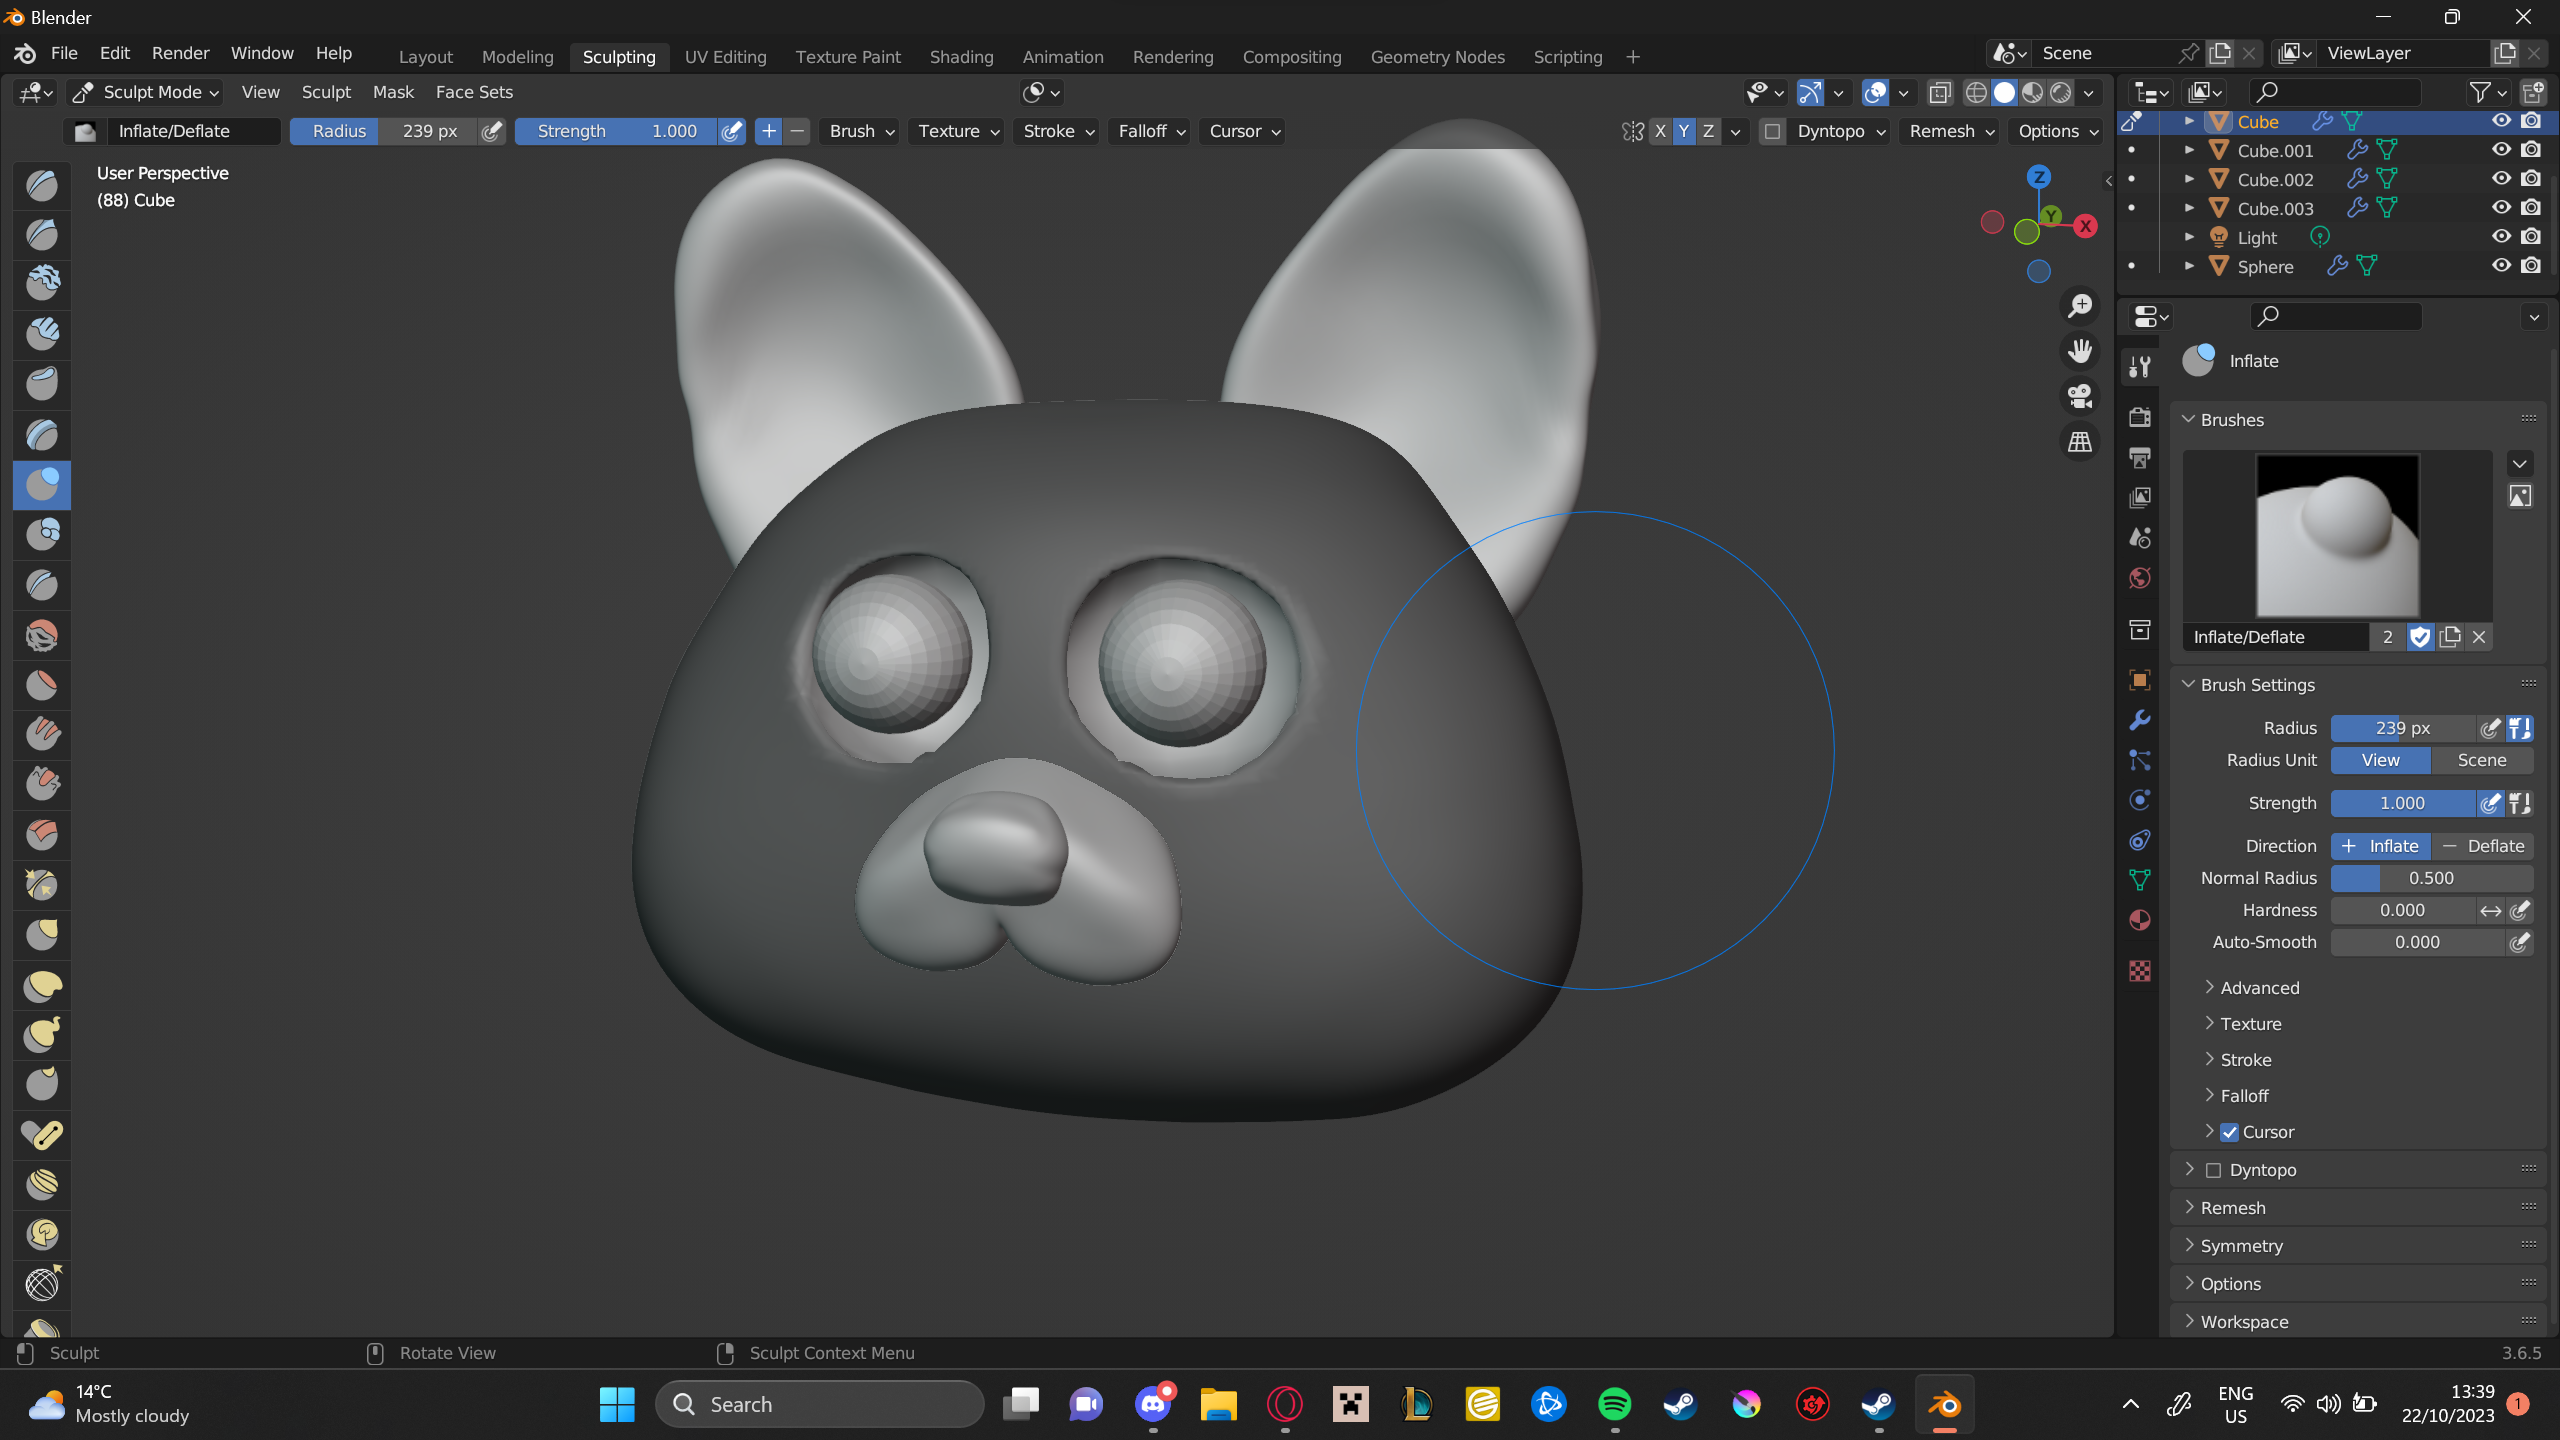 Blender
File Edit Render Window Help Layout Modeling Sculpting UV Editing Texture Paint Shading Animation Rendering Compositing Geometry Nodes Scripting + Scene ViewLayer
Sculpt Mode View Sculpt Mask Face Sets
Inflate/Deflate Radius 239 px Strength 1.000 + − Brush Texture Stroke Falloff Cursor X Y Z Dyntopo Remesh Options
User Perspective
(88) Cube
Z
Y
X
Cube
Cube.001
Cube.002
Cube.003
Light
Sphere
Inflate
Brushes
Inflate/Deflate 2
Brush Settings
Radius 239 px
Radius Unit View Scene
Strength 1.000
Direction + Inflate − Deflate
Normal Radius 0.500
Hardness 0.000
Auto-Smooth 0.000
Advanced
Texture
Stroke
Falloff
Cursor
Dyntopo
Remesh
Symmetry
Options
Workspace
Sculpt Rotate View Sculpt Context Menu 3.6.5
14°C
Mostly cloudy
Search
ENG
US
13:39
22/10/2023
1